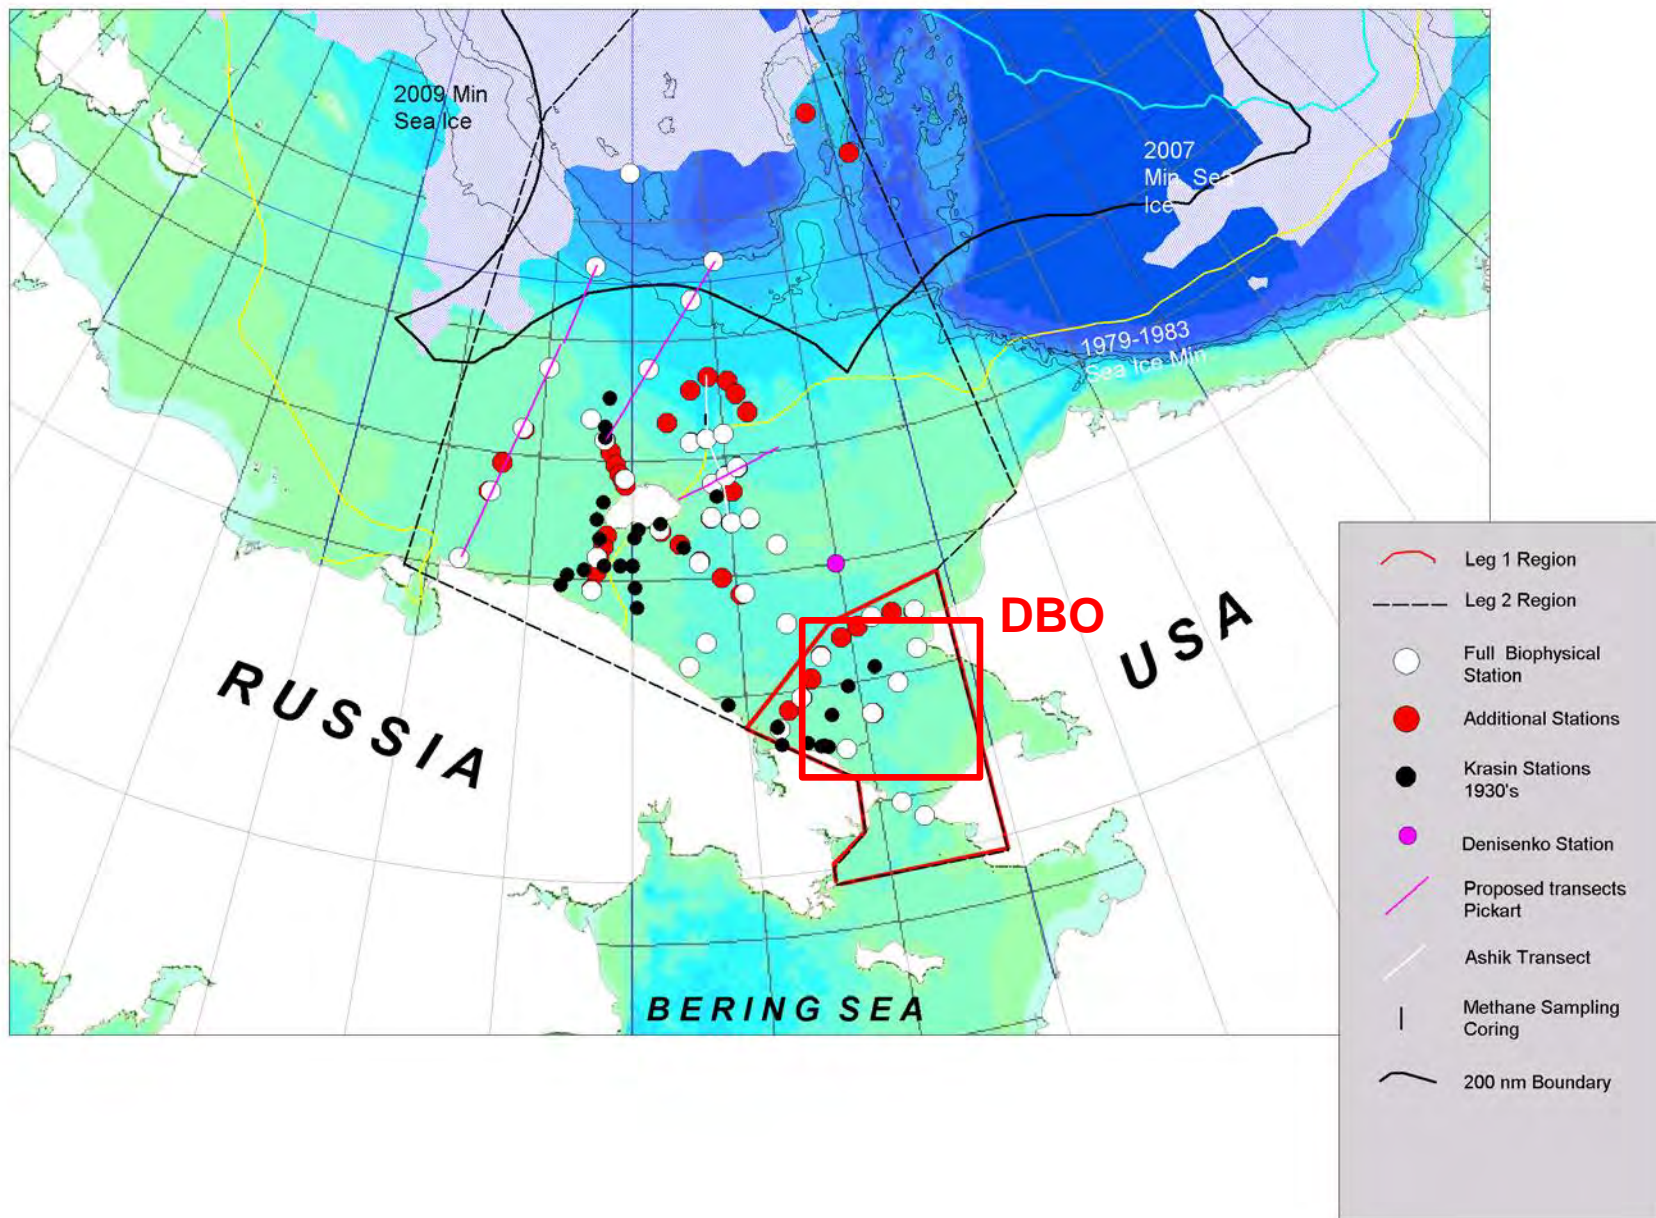 2009 Min
Sea Ice
2007
Min. Sea
Ice
1979-1983
Sea Ice Min.
DBO
USA
RUSSIA
BERING SEA
Leg 1 Region
Leg 2 Region
Full Biophysical
Station
Additional Stations
Krasin Stations
1930's
Denisenko Station
Proposed transects
Pickart
Ashik Transect
Methane Sampling
Coring
200 nm Boundary